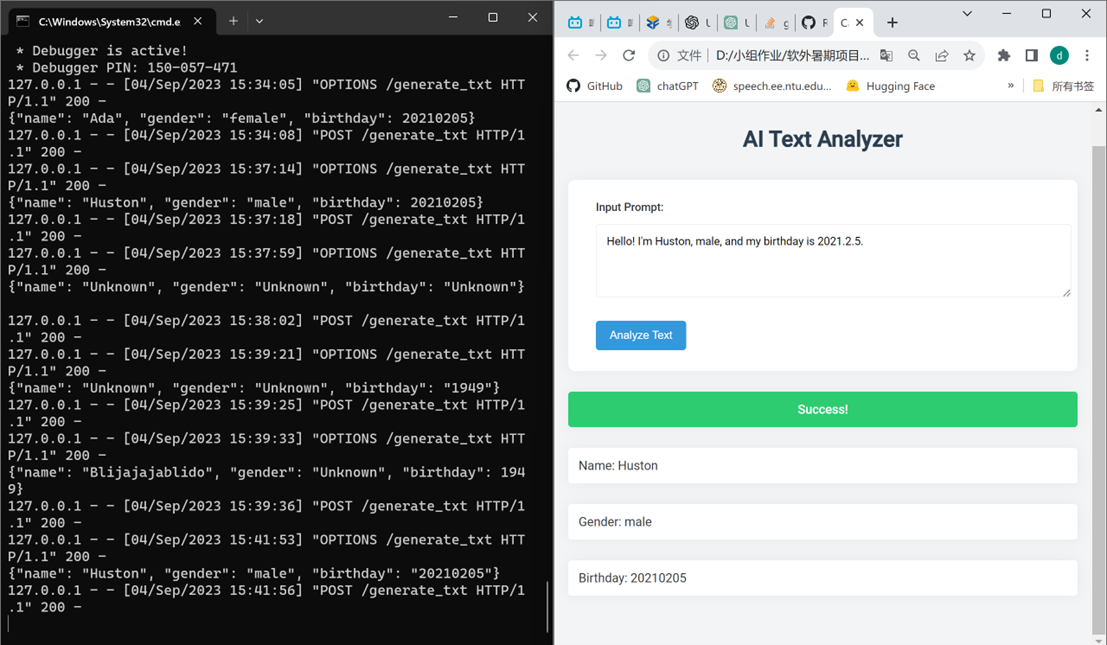 C:\Windows\System32\cmd.e
* Debugger is active!
* Debugger PIN: 150-057-471
127.0.0.1 - - [04/Sep/2023 15:34:05] "OPTIONS /generate_txt HTT
P/1.1" 200 -
{"name": "Ada", "gender": "female", "birthday": 20210205}
127.0.0.1 - - [04/Sep/2023 15:34:08] "POST /generate_txt HTTP/1
.1" 200 -
127.0.0.1 - - [04/Sep/2023 15:37:14] "OPTIONS /generate_txt HTT
P/1.1" 200 -
{"name": "Huston", "gender": "male", "birthday": 20210205}
127.0.0.1 - - [04/Sep/2023 15:37:18] "POST /generate_txt HTTP/1
.1" 200 -
127.0.0.1 - - [04/Sep/2023 15:37:59] "OPTIONS /generate_txt HTT
P/1.1" 200 -
{"name": "Unknown", "gender": "Unknown", "birthday": "Unknown"}
127.0.0.1 - - [04/Sep/2023 15:38:02] "POST /generate_txt HTTP/1
.1" 200 -
127.0.0.1 - - [04/Sep/2023 15:39:21] "OPTIONS /generate_txt HTT
P/1.1" 200 -
{"name": "Unknown", "gender": "Unknown", "birthday": "1949"}
127.0.0.1 - - [04/Sep/2023 15:39:25] "POST /generate_txt HTTP/1
.1" 200 -
127.0.0.1 - - [04/Sep/2023 15:39:33] "OPTIONS /generate_txt HTT
P/1.1" 200 -
{"name": "Blijajajablido", "gender": "Unknown", "birthday": 194
9}
127.0.0.1 - - [04/Sep/2023 15:39:36] "POST /generate_txt HTTP/1
.1" 200 -
127.0.0.1 - - [04/Sep/2023 15:41:53] "OPTIONS /generate_txt HTT
P/1.1" 200 -
{"name": "Huston", "gender": "male", "birthday": "20210205"}
127.0.0.1 - - [04/Sep/2023 15:41:56] "POST /generate_txt HTTP/1
.1" 200 -
文件 D:/小组作业/软外暑期项目...
d
GitHub chatGPT speech.ee.ntu.edu... Hugging Face » 所有书签
AI Text Analyzer
Input Prompt:
Hello! I'm Huston, male, and my birthday is 2021.2.5.
Analyze Text
Success!
Name: Huston
Gender: male
Birthday: 20210205